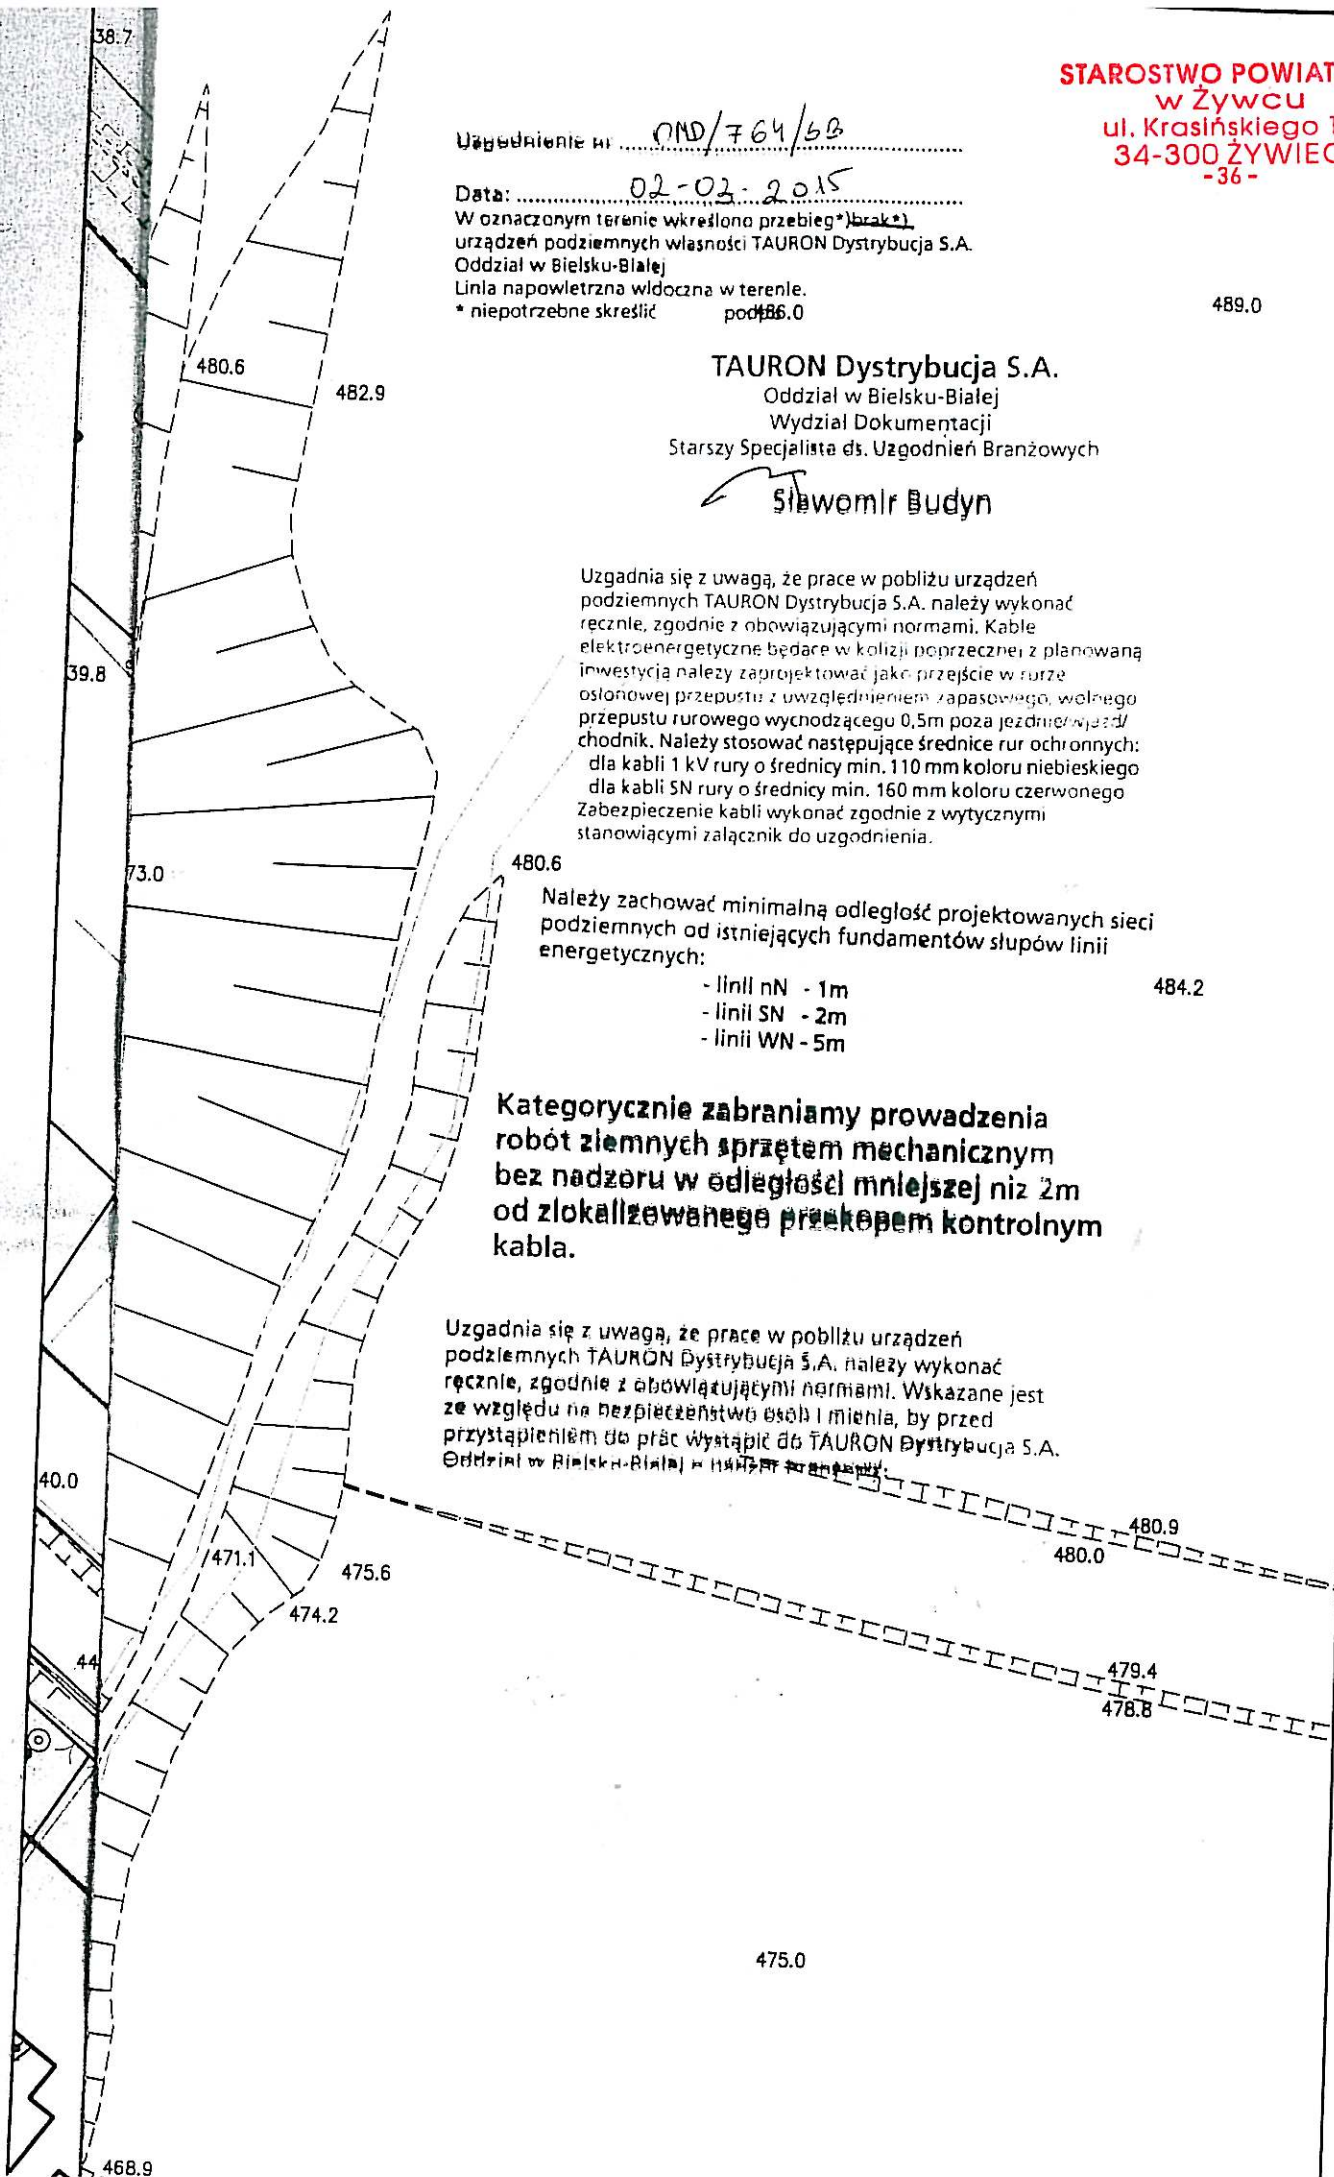 38.7
STAROSTWO POWIAT
w Żywcu
ul. Krasińskiego 1
34-300 ŻYWIEC
-36-
Uzgodnienie nr OMD/764/SB
Data: 02-02-2015
W oznaczonym terenie wkreślono przebieg*)brak*)
urządzeń podziemnych własności TAURON Dystrybucja S.A.
Oddział w Bielsku-Białej
Linia napowietrzna widoczna w terenie.
* niepotrzebne skreślić podpis
486.0
489.0
480.6
482.9
TAURON Dystrybucja S.A.
Oddział w Bielsku-Białej
Wydział Dokumentacji
Starszy Specjalista ds. Uzgodnień Branżowych
Sławomir Budyn
Uzgadnia się z uwagą, że prace w pobliżu urządzeń
podziemnych TAURON Dystrybucja S.A. należy wykonać
ręcznie, zgodnie z obowiązującymi normami. Kable
elektroenergetyczne będące w kolizji poprzecznej z planowaną
inwestycją należy zaprojektować jako przejście w rurze
osłonowej przepustu z uwzględnieniem zapasowego, wolnego
przepustu rurowego wychodzącego 0,5m poza jezdnię/wjazd/
chodnik. Należy stosować następujące średnice rur ochronnych:
dla kabli 1 kV rury o średnicy min. 110 mm koloru niebieskiego
dla kabli SN rury o średnicy min. 160 mm koloru czerwonego
Zabezpieczenie kabli wykonać zgodnie z wytycznymi
stanowiącymi załącznik do uzgodnienia.
39.8
73.0
480.6
Należy zachować minimalną odległość projektowanych sieci
podziemnych od istniejących fundamentów słupów linii
energetycznych:
- linii nN - 1m
- linii SN - 2m
- linii WN - 5m
484.2
Kategorycznie zabraniamy prowadzenia
robót ziemnych sprzętem mechanicznym
bez nadzoru w odległości mniejszej niż 2m
od zlokalizowanego przekopem kontrolnym
kabla.
Uzgadnia się z uwagą, że prace w pobliżu urządzeń
podziemnych TAURON Dystrybucja S.A. należy wykonać
ręcznie, zgodnie z obowiązującymi normami. Wskazane jest
ze względu na bezpieczeństwo osób i mienia, by przed
przystąpieniem do prac wystąpić do TAURON Dystrybucja S.A.
Oddział w Bielsku-Białej o nadzór
40.0
480.9
480.0
471.1
475.6
474.2
44
479.4
478.8
475.0
468.9